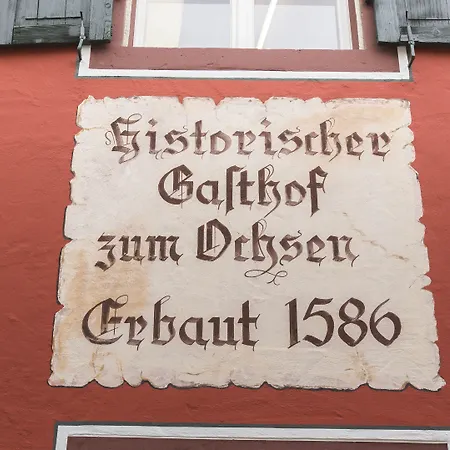 Historischer
Gaſthof
zum Ochsen
Erbaut 1586